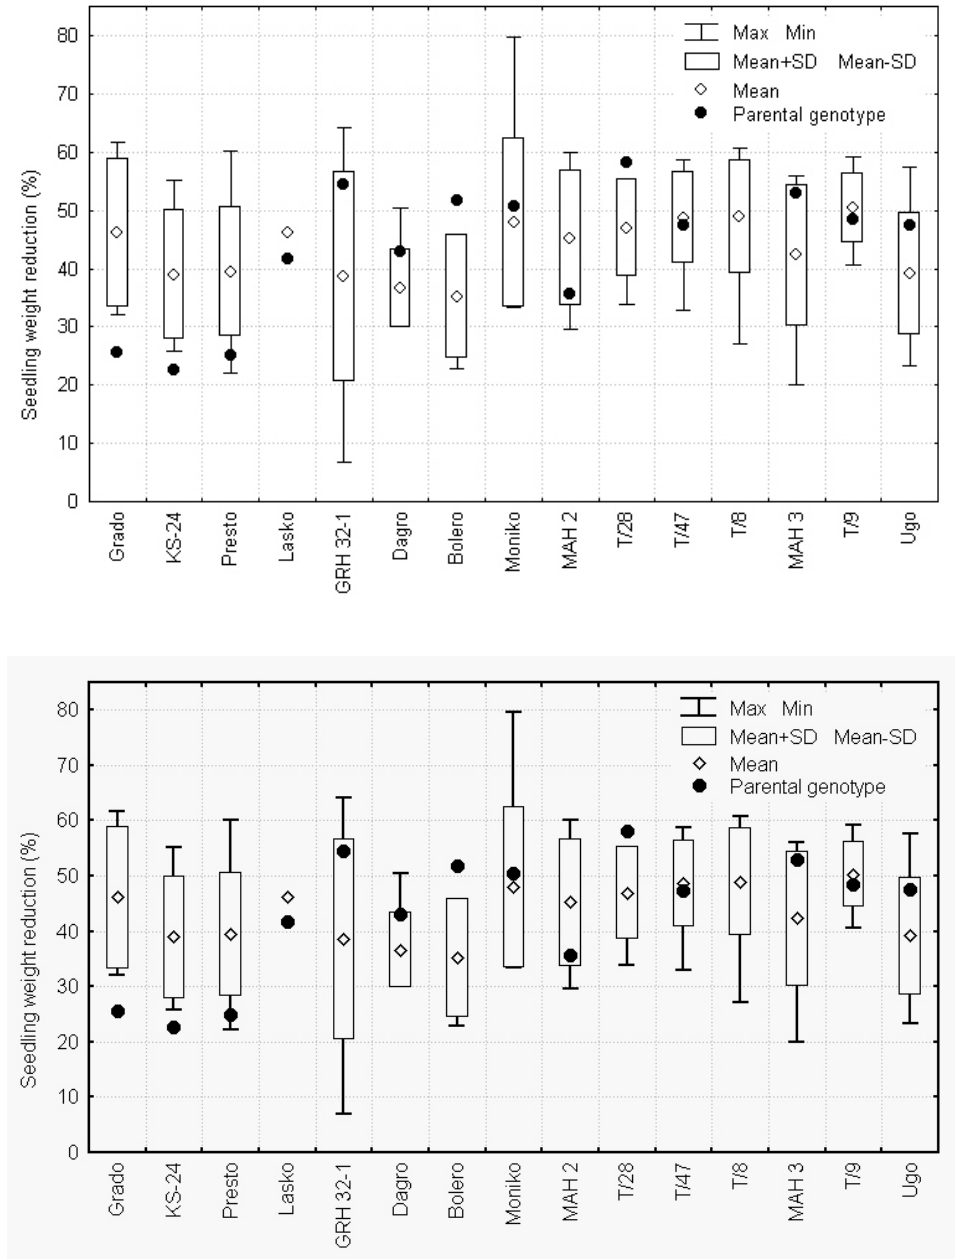 80
70
60
50
40
30
20
10
0
Seedling weight reduction (%)
Max Min
Mean+SD Mean-SD
Mean
Parental genotype
Grado
KS-24
Presto
Lasko
GRH 32-1
Dagro
Bolero
Moniko
MAH 2
T/28
T/47
T/8
MAH 3
T/9
Ugo
80
70
60
50
40
30
20
10
0
Seedling weight reduction (%)
Max Min
Mean+SD Mean-SD
Mean
Parental genotype
Grado
KS-24
Presto
Lasko
GRH 32-1
Dagro
Bolero
Moniko
MAH 2
T/28
T/47
T/8
MAH 3
T/9
Ugo